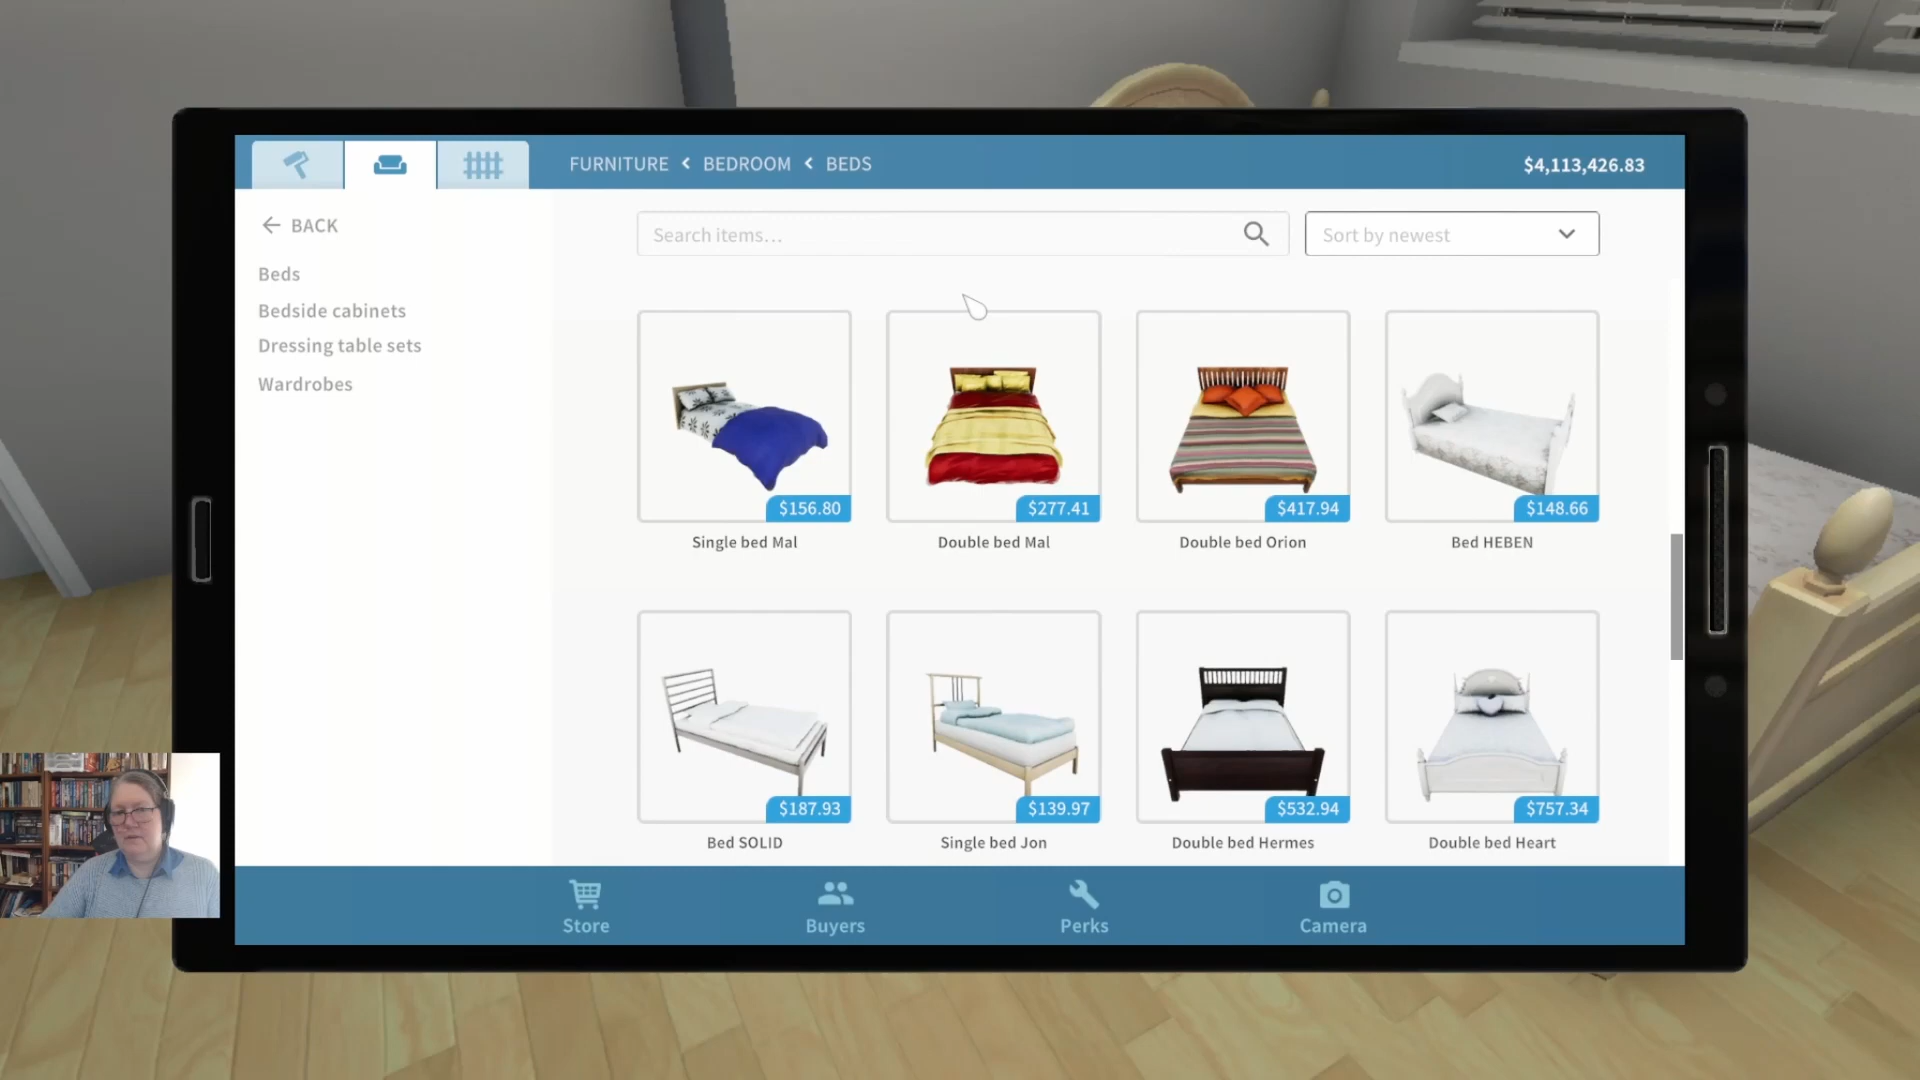 FURNITURE < BEDROOM < BEDS
$4,113,426.83
BACK
Search items...
Sort by newest
Beds
Bedside cabinets
Dressing table sets
Wardrobes
$156.80
$277.41
$417.94
$148.66
Single bed Mal
Double bed Mal
Double bed Orion
Bed HEBEN
$187.93
$139.97
$532.94
$757.34
Bed SOLID
Single bed Jon
Double bed Hermes
Double bed Heart
Store
Buyers
Perks
Camera